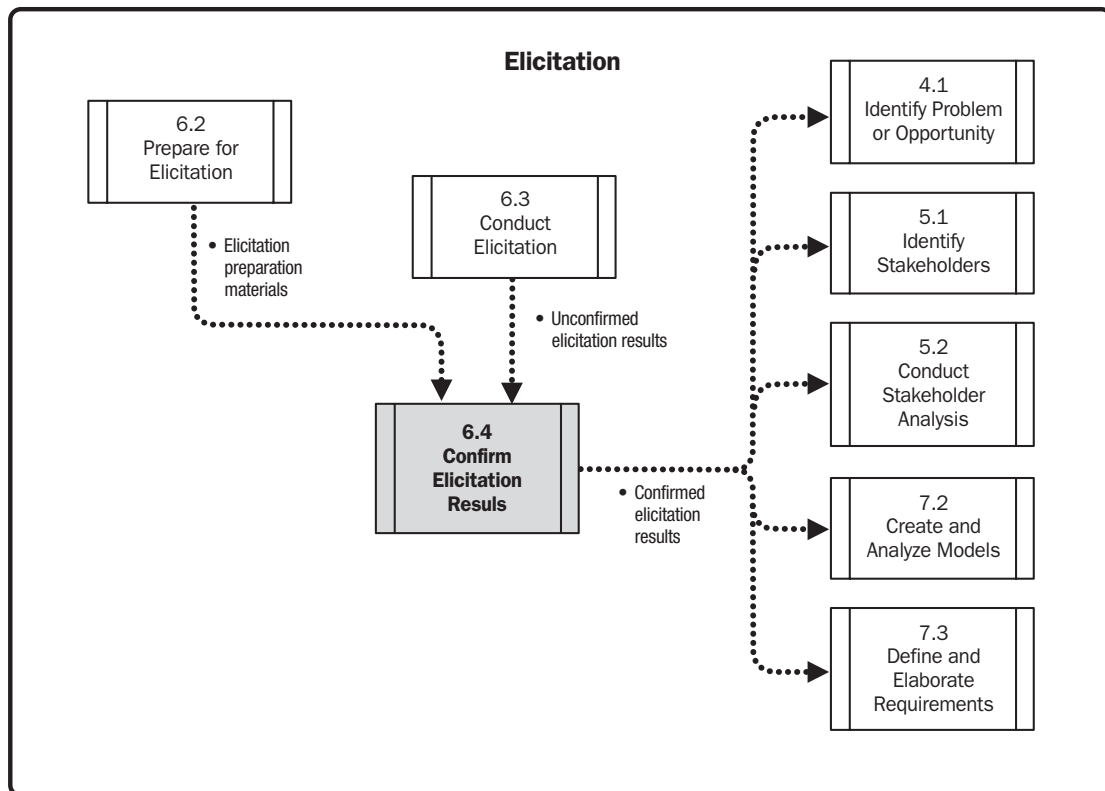 Elicitation
6.2
Prepare for
Elicitation
• Elicitation
preparation
materials
6.3
Conduct
Elicitation
• Unconfirmed
elicitation results
6.4
Confirm
Elicitation
Resuls
• Confirmed
elicitation
results
4.1
Identify Problem
or Opportunity
5.1
Identify
Stakeholders
5.2
Conduct
Stakeholder
Analysis
7.2
Create and
Analyze Models
7.3
Define and
Elaborate
Requirements